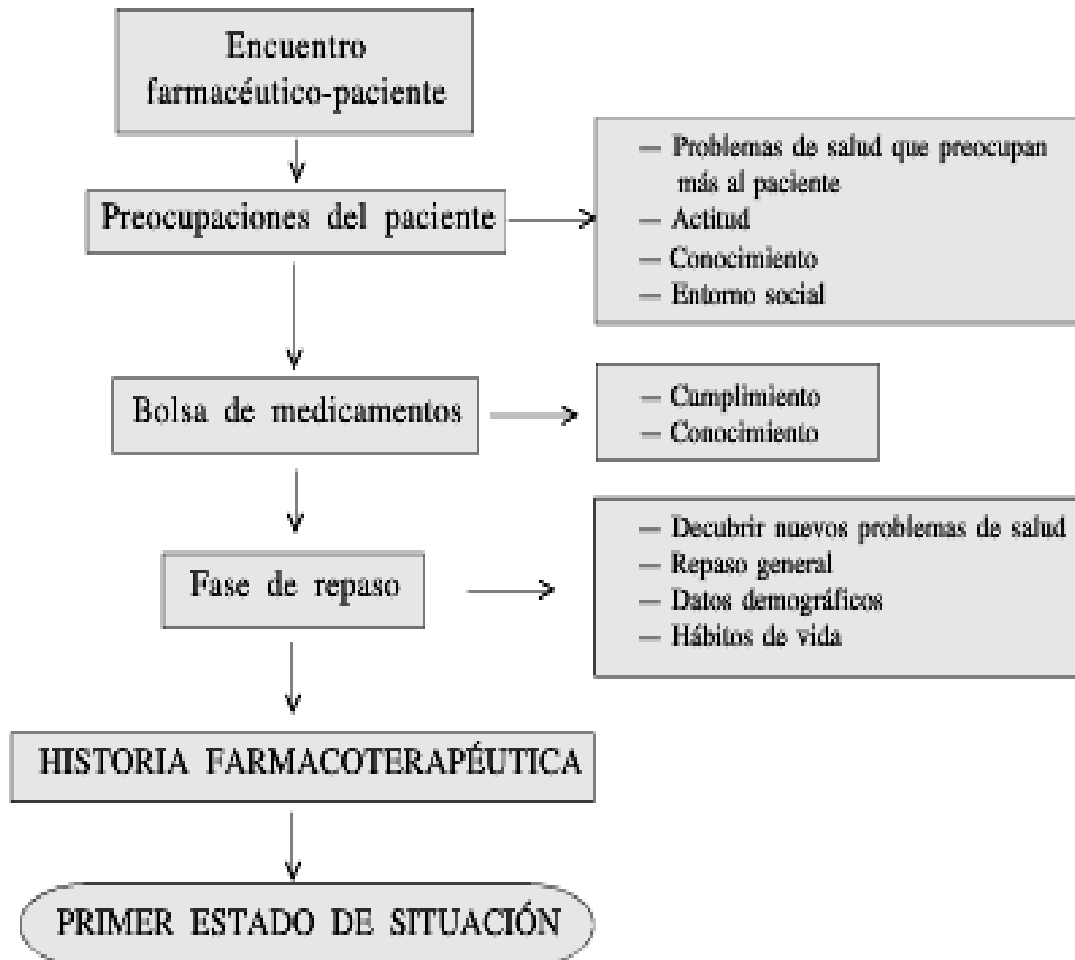 Encuentro
farmacéutico-paciente
Preocupaciones del paciente
— Problemas de salud que preocupan
más al paciente
— Actitud
— Conocimiento
— Entorno social
Bolsa de medicamentos
— Cumplimiento
— Conocimiento
Fase de repaso
— Decubrir nuevos problemas de salud
— Repaso general
— Datos demográficos
— Hábitos de vida
HISTORIA FARMACOTERAPÉUTICA
PRIMER ESTADO DE SITUACIÓN